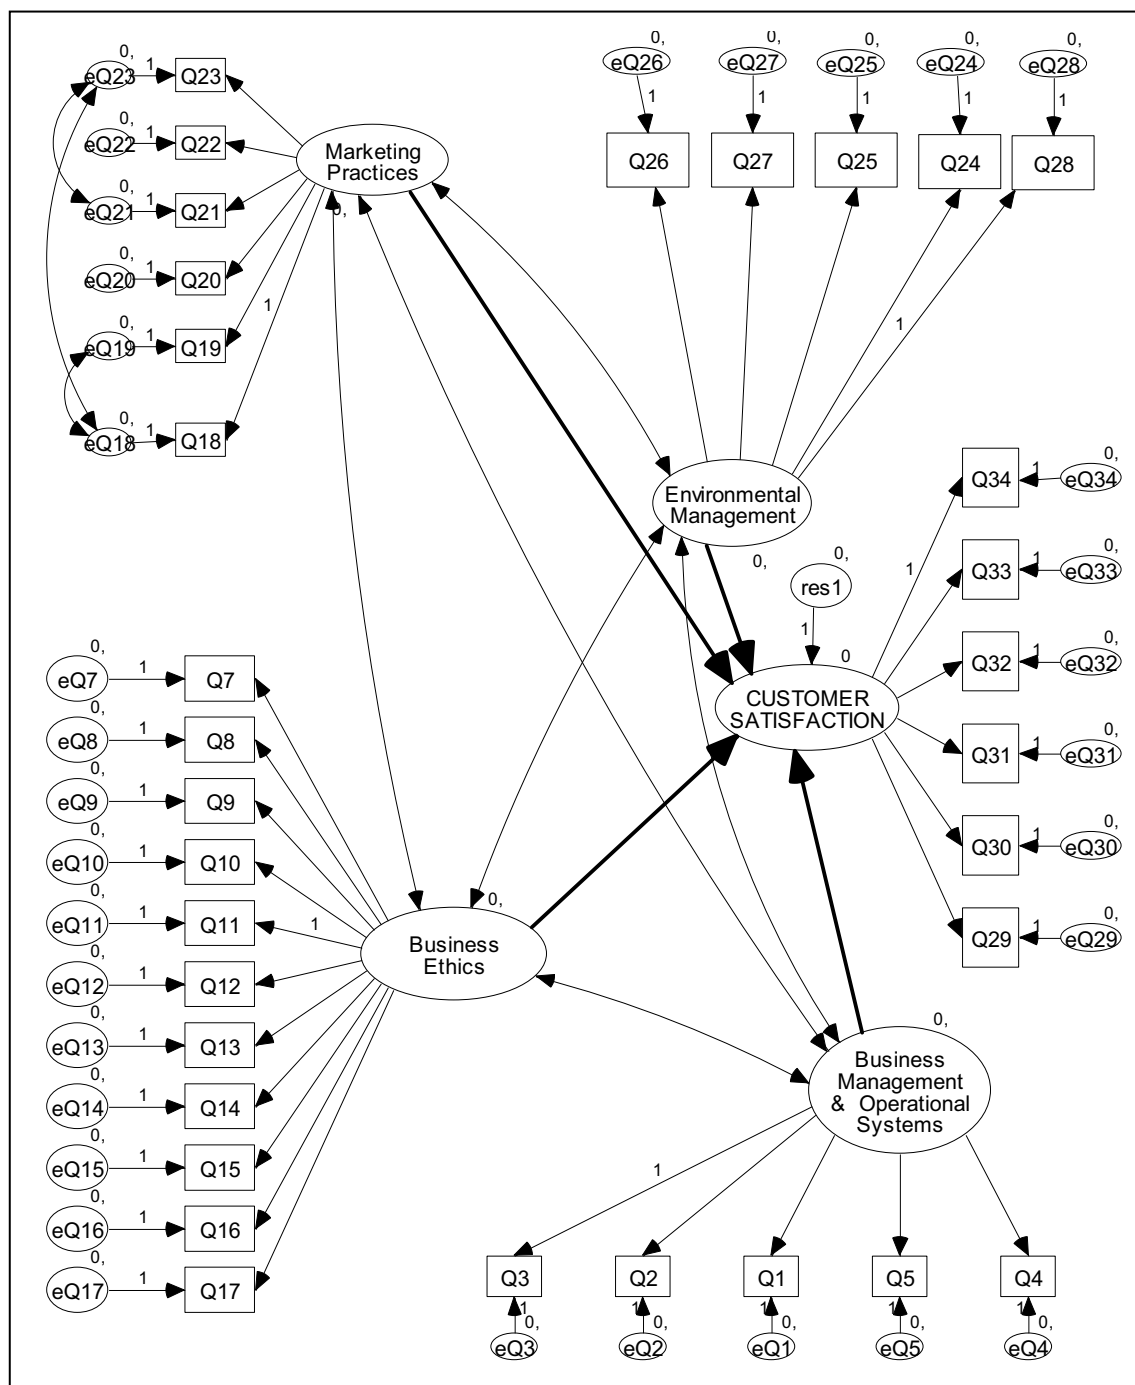 0,
eQ23
1
Q23
0,
eQ22
1
Q22
0,
eQ21
1
Q21
0,
eQ20
1
Q20
0,
eQ19
1
Q19
0,
eQ18
1
Q18
Marketing
Practices
0,
1
0,
eQ26
1
Q26
0,
eQ27
1
Q27
0,
eQ25
1
Q25
0,
eQ24
1
Q24
0,
eQ28
1
Q28
1
Environmental
Management
0,
0,
res1
1
0
CUSTOMER
SATISFACTION
1
Q34
1
0,
eQ34
Q33
1
0,
eQ33
Q32
1
0,
eQ32
Q31
1
0,
eQ31
Q30
1
0,
eQ30
Q29
1
0,
eQ29
0,
eQ7
1
Q7
0,
eQ8
1
Q8
0,
eQ9
1
Q9
0,
eQ10
1
Q10
0,
eQ11
1
Q11
0,
eQ12
1
Q12
0,
eQ13
1
Q13
0,
eQ14
1
Q14
0,
eQ15
1
Q15
0,
eQ16
1
Q16
0,
eQ17
1
Q17
1
0,
Business
Ethics
0,
Business
Management
& Operational
Systems
1
Q3
1
0,
eQ3
Q2
1
0,
eQ2
Q1
1
0,
eQ1
Q5
1
0,
eQ5
Q4
1
0,
eQ4